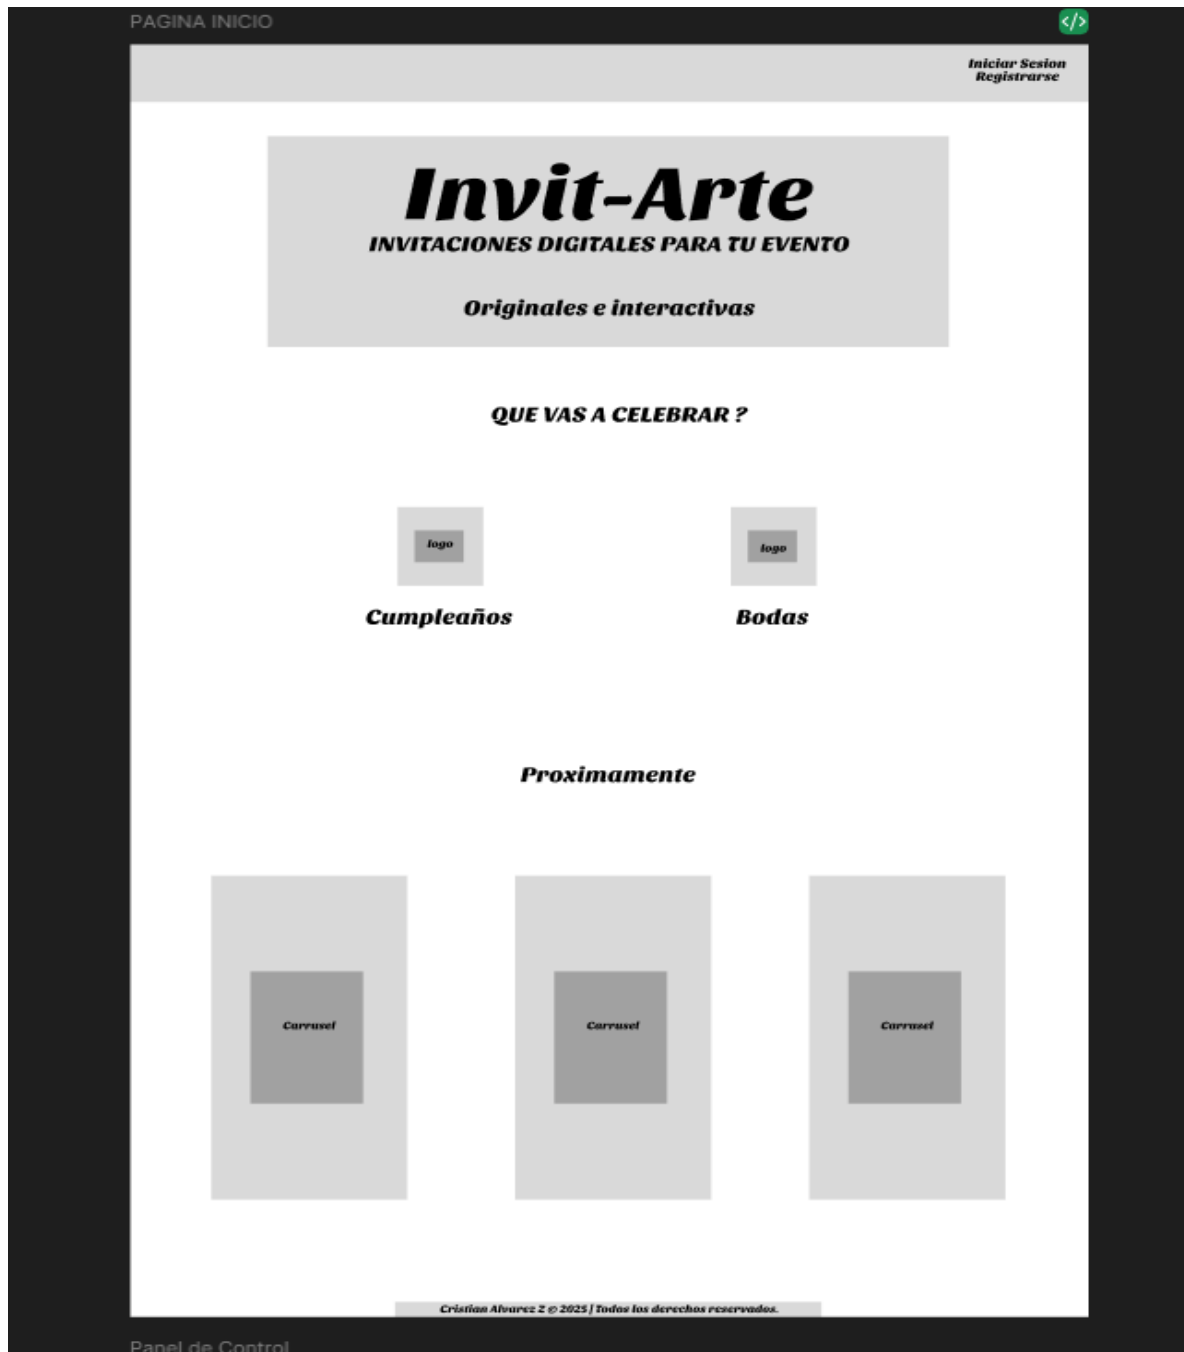 PAGINA INICIO
</>
Iniciar Sesion
Registrarse
Invit-Arte
INVITACIONES DIGITALES PARA TU EVENTO
Originales e interactivas
QUE VAS A CELEBRAR ?
logo
logo
Cumpleaños
Bodas
Proximamente
Carrusel
Carrusel
Carrusel
Cristian Alvarez Z © 2025 | Todos los derechos reservados.
Panel de Control